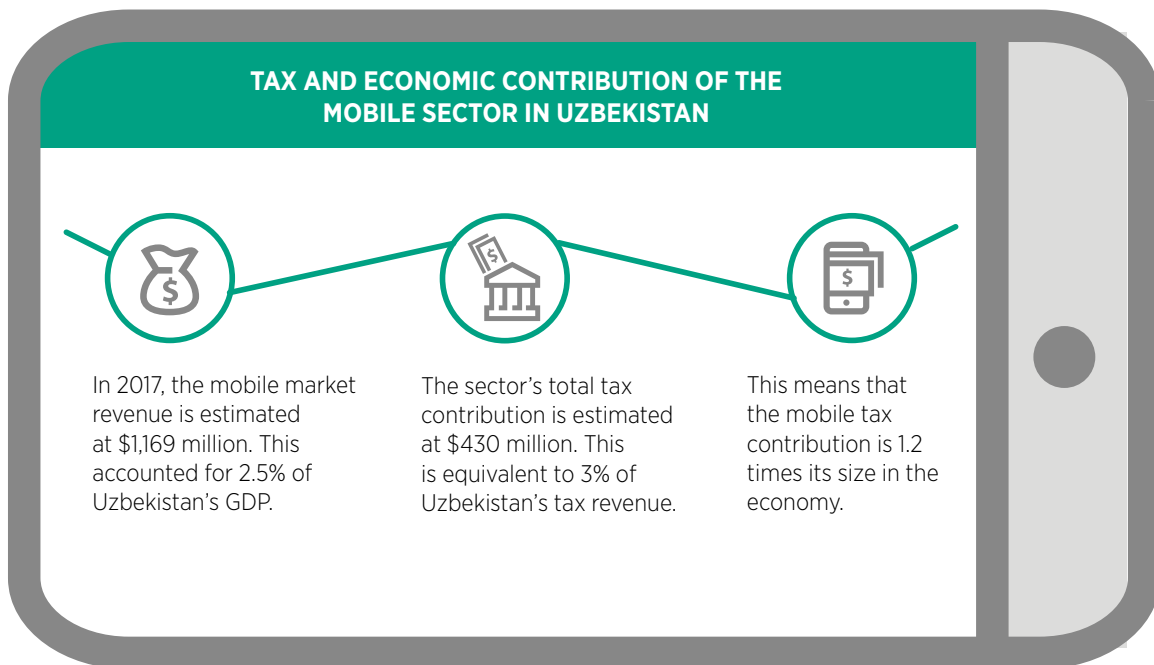 TAX AND ECONOMIC CONTRIBUTION OF THE
MOBILE SECTOR IN UZBEKISTAN
$
$
$
In 2017, the mobile market
revenue is estimated
at $1,169 million. This
accounted for 2.5% of
Uzbekistan’s GDP.
The sector’s total tax
contribution is estimated
at $430 million. This
is equivalent to 3% of
Uzbekistan’s tax revenue.
This means that
the mobile tax
contribution is 1.2
times its size in the
economy.